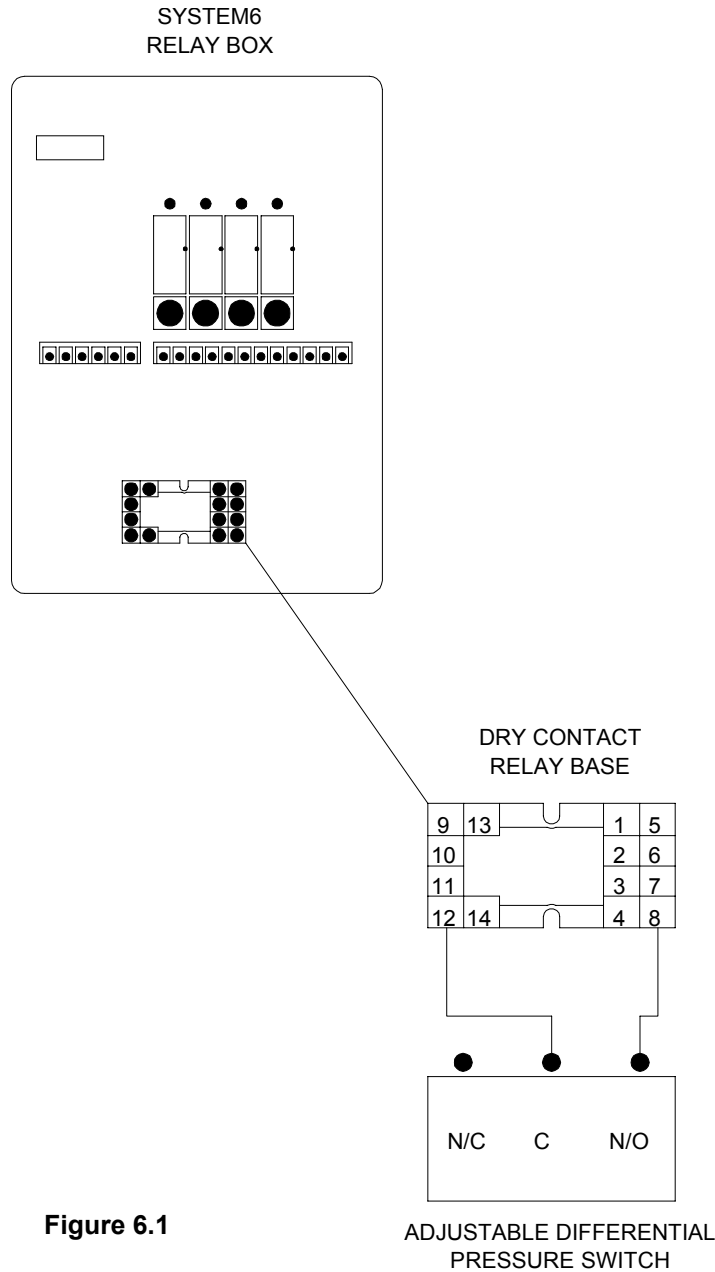 SYSTEM6
RELAY BOX
DRY CONTACT
RELAY BASE
9 13 1 5
10 2 6
11 3 7
12 14 4 8
N/C C N/O
Figure 6.1
ADJUSTABLE DIFFERENTIAL
PRESSURE SWITCH